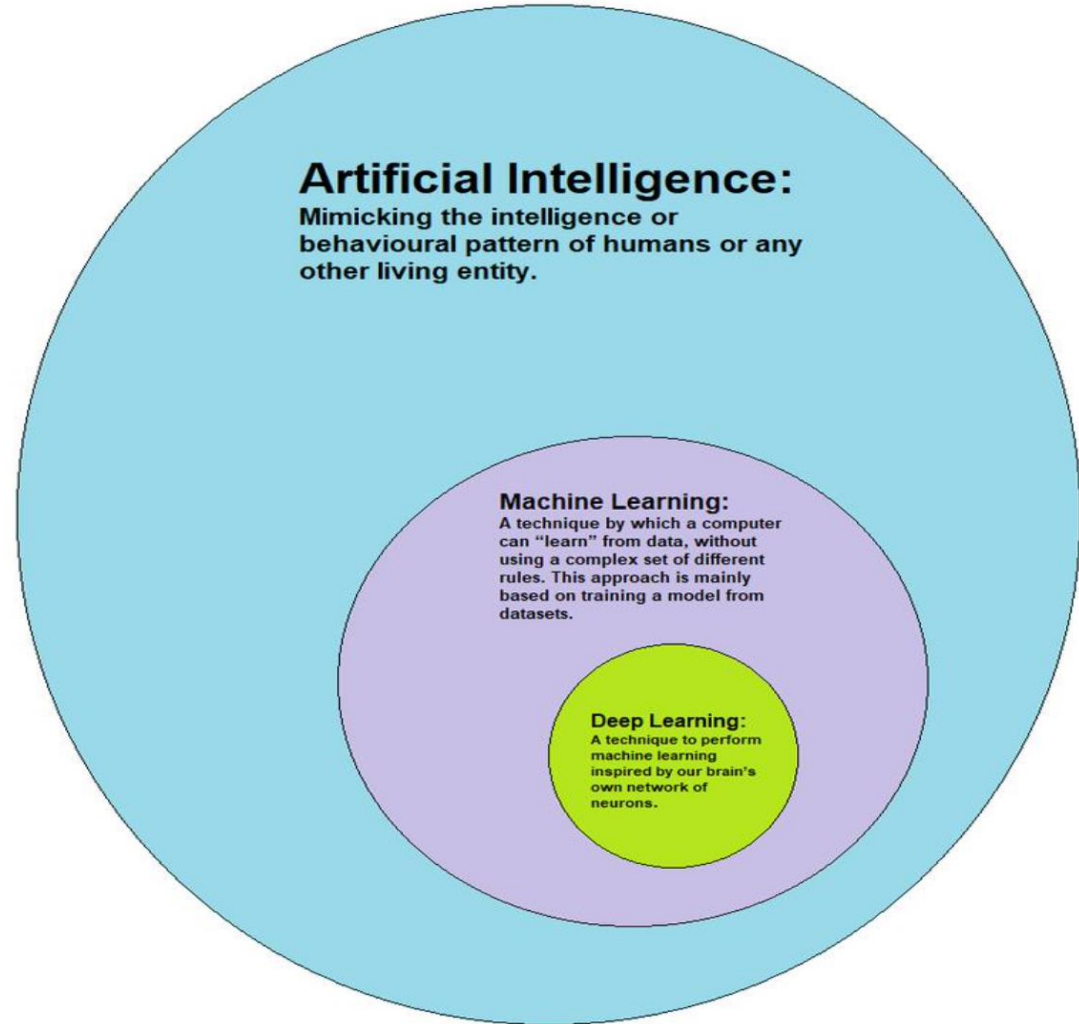 Artificial Intelligence:
Mimicking the intelligence or
behavioural pattern of humans or any
other living entity.
Machine Learning:
A technique by which a computer
can “learn” from data, without
using a complex set of different
rules. This approach is mainly
based on training a model from
datasets.
Deep Learning:
A technique to perform
machine learning
inspired by our brain’s
own network of
neurons.